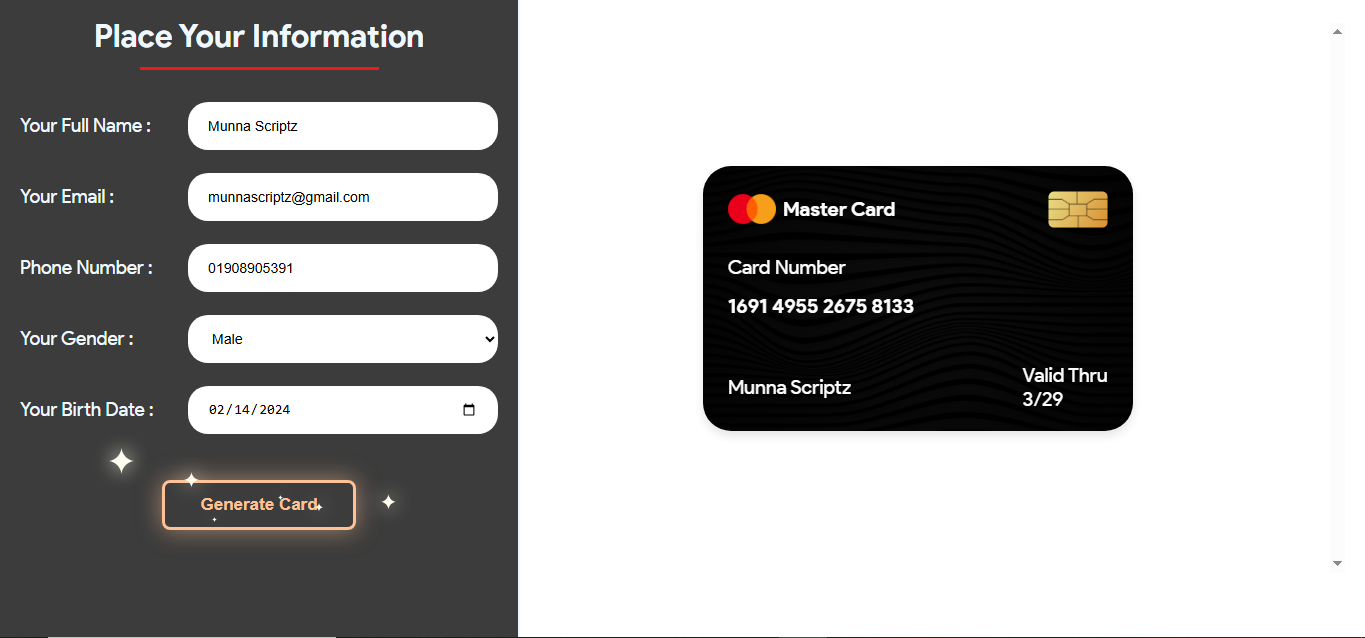 Place Your Information
Your Full Name :
Munna Scriptz
Your Email :
munnascriptz@gmail.com
Phone Number :
01908905391
Your Gender :
Male
Your Birth Date :
02/14/2024
Generate Card
Master Card
Card Number
1691 4955 2675 8133
Munna Scriptz
Valid Thru
3/29